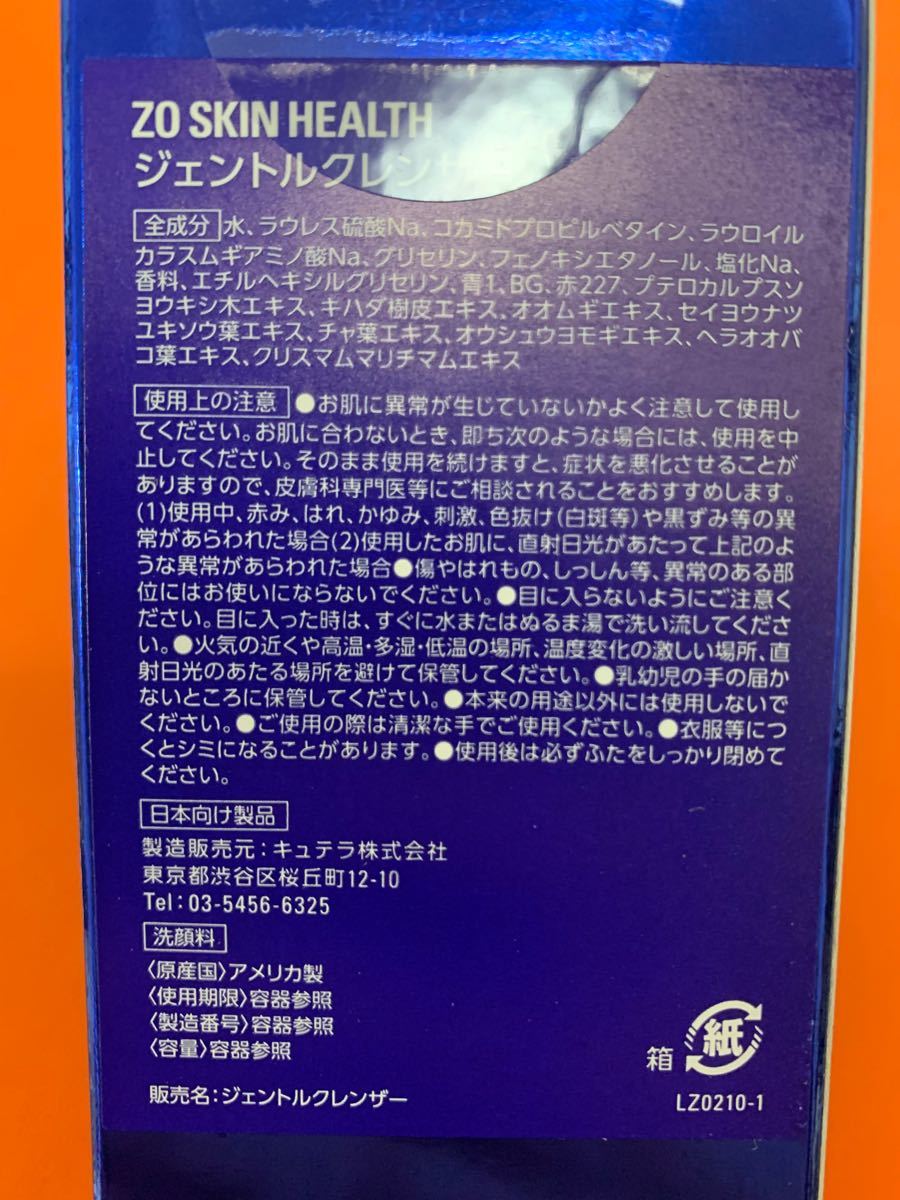 ZO SKIN HEALTH
ジェントルクレンザー
全成分 水、ラウレス硫酸Na、コカミドプロピルベタイン、ラウロイル
カラスムギアミノ酸Na、グリセリン、フェノキシエタノール、塩化Na、
香料、エチルヘキシルグリセリン、青1、BG、赤227、プテロカルプスソ
ヨウキシ木エキス、キハダ樹皮エキス、オオムギエキス、セイヨウナツ
ユキソウ葉エキス、チャ葉エキス、オウシュウヨモギエキス、ヘラオオバ
コ葉エキス、クリスマムマリチマムエキス
使用上の注意 ●お肌に異常が生じていないかよく注意して使用し
てください。お肌に合わないとき、即ち次のような場合には、使用を中
止してください。そのまま使用を続けますと、症状を悪化させることが
ありますので、皮膚科専門医等にご相談されることをおすすめします。
(1)使用中、赤み、はれ、かゆみ、刺激、色抜け(白斑等)や黒ずみ等の異
常があらわれた場合(2)使用したお肌に、直射日光があたって上記のよ
うな異常があらわれた場合●傷やはれもの、しっしん等、異常のある部
位にはお使いにならないでください。●目に入らないようにご注意く
ださい。目に入った時は、すぐに水またはぬるま湯で洗い流してくださ
い。●火気の近くや高温・多湿・低温の場所、温度変化の激しい場所、直
射日光のあたる場所を避けて保管してください。●乳幼児の手の届か
ないところに保管してください。●本来の用途以外には使用しないで
ください。●ご使用の際は清潔な手でご使用ください。●衣服等につ
くとシミになることがあります。●使用後は必ずふたをしっかり閉めて
ください。
日本向け製品
製造販売元:キュテラ株式会社
東京都渋谷区桜丘町12-10
Tel:03-5456-6325
洗顔料
〈原産国〉アメリカ製
〈使用期限〉容器参照
〈製造番号〉容器参照
〈容量〉容器参照
箱 紙
販売名:ジェントルクレンザー
LZ0210-1